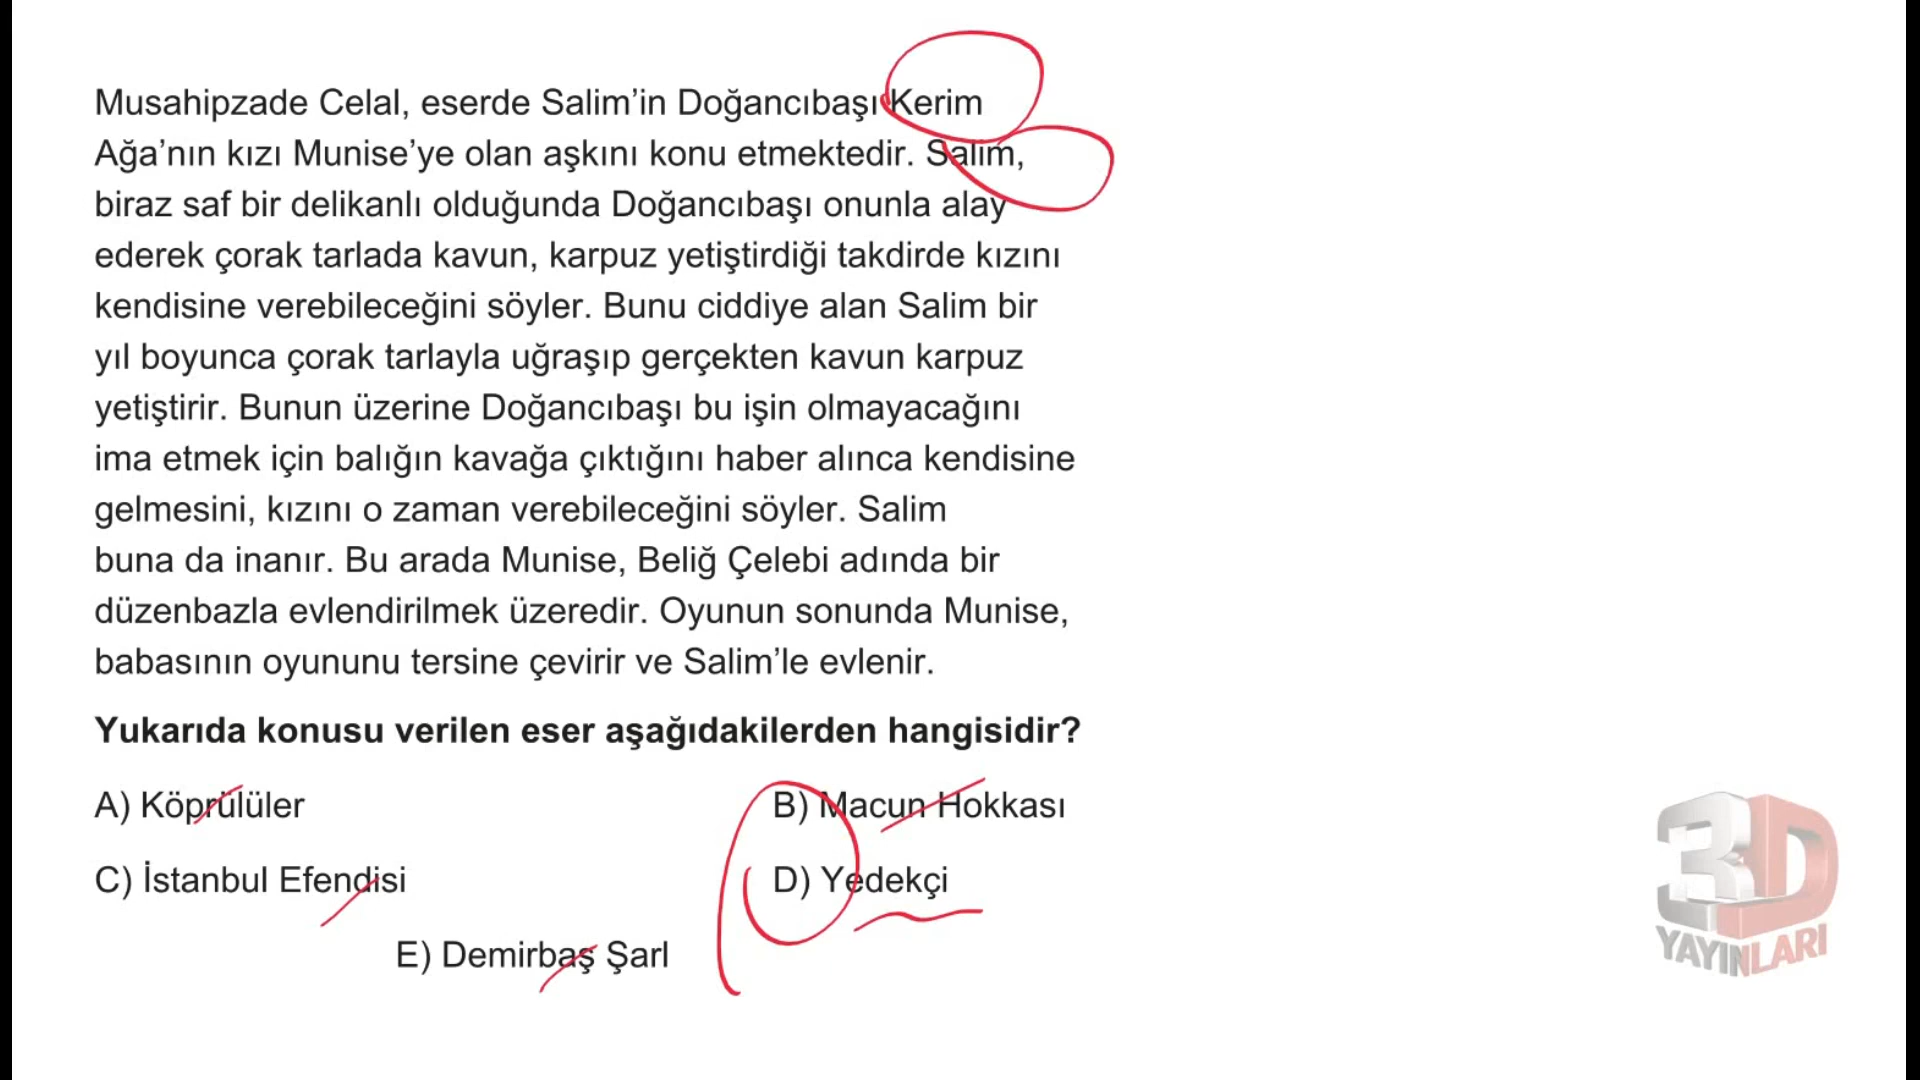 Musahipzade Celal, eserde Salim’in Doğancıbaşı Kerim
Ağa’nın kızı Munise’ye olan aşkını konu etmektedir. Salim,
biraz saf bir delikanlı olduğunda Doğancıbaşı onunla alay
ederek çorak tarlada kavun, karpuz yetiştirdiği takdirde kızını
kendisine verebileceğini söyler. Bunu ciddiye alan Salim bir
yıl boyunca çorak tarlayla uğraşıp gerçekten kavun karpuz
yetiştirir. Bunun üzerine Doğancıbaşı bu işin olmayacağını
ima etmek için balığın kavağa çıktığını haber alınca kendisine
gelmesini, kızını o zaman verebileceğini söyler. Salim
buna da inanır. Bu arada Munise, Beliğ Çelebi adında bir
düzenbazla evlendirilmek üzeredir. Oyunun sonunda Munise,
babasının oyununu tersine çevirir ve Salim’le evlenir.
Yukarıda konusu verilen eser aşağıdakilerden hangisidir?
A) Köprülüler
B) Macun Hokkası
C) İstanbul Efendisi
D) Yedekçi
E) Demirbaş Şarl
3D
YAYINLARI